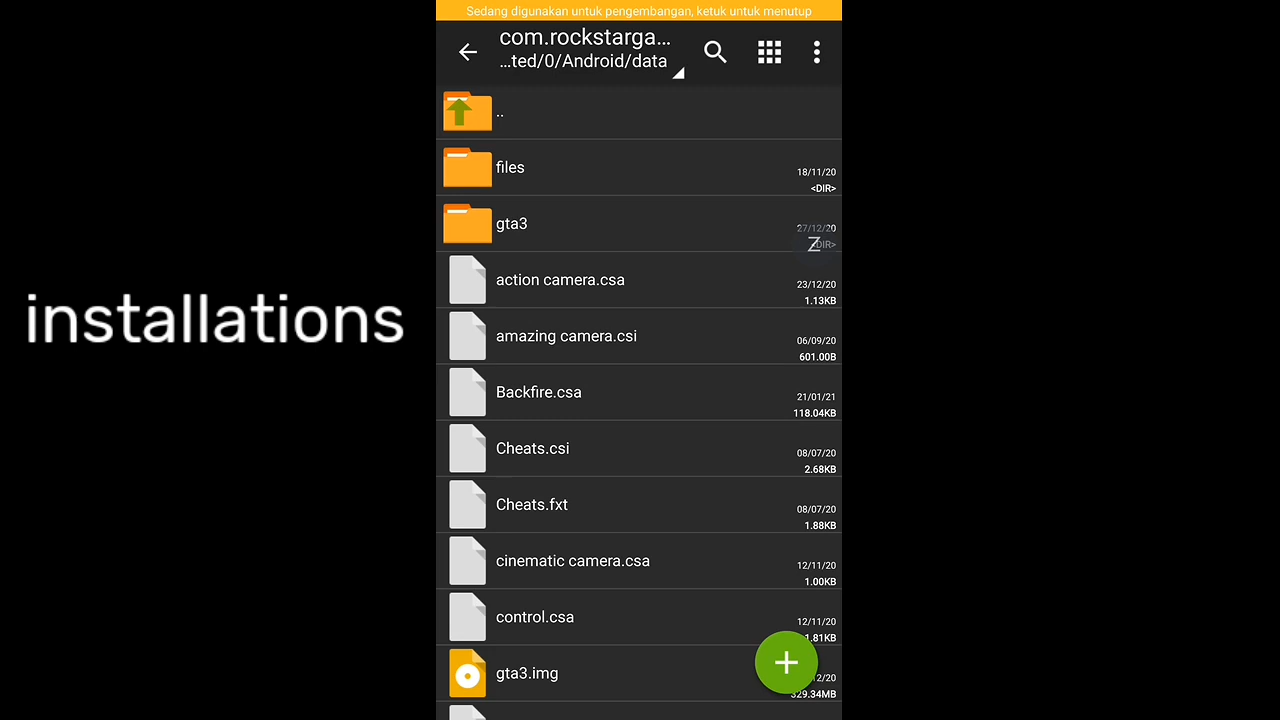 Sedang digunakan untuk pengembangan, ketuk untuk menutup
com.rockstarga...
...ted/0/Android/data
..
files
18/11/20
<DIR>
gta3
27/12/20
<DIR>
Z
installations
action camera.csa
23/12/20
1.13KB
amazing camera.csi
06/09/20
601.00B
Backfire.csa
21/01/21
118.04KB
Cheats.csi
08/07/20
2.68KB
Cheats.fxt
08/07/20
1.88KB
cinematic camera.csa
12/11/20
1.00KB
control.csa
12/11/20
1.81KB
gta3.img